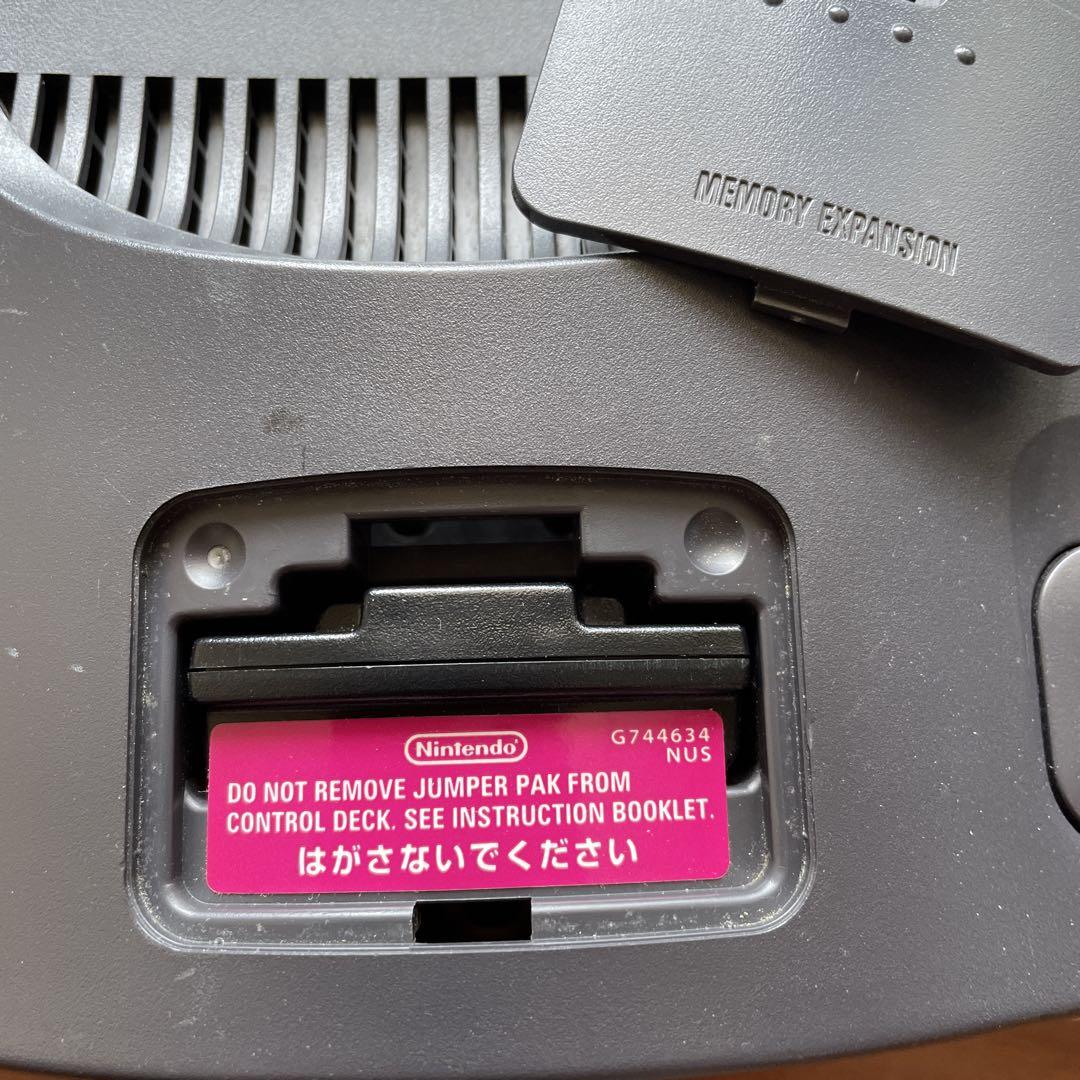 MEMORY EXPANSION
Nintendo
G744634
NUS
DO NOT REMOVE JUMPER PAK FROM
CONTROL DECK. SEE INSTRUCTION BOOKLET.
はがさないでください